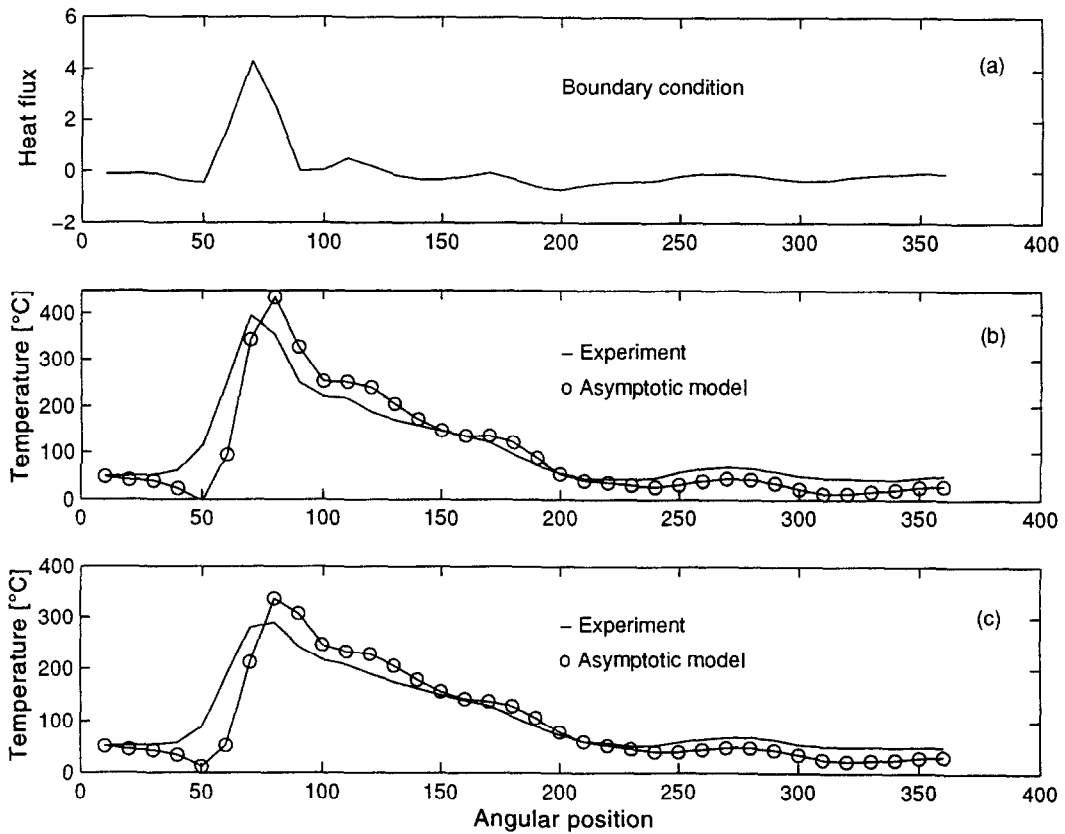 6
4
2
0
−2
Heat flux
(a)
Boundary condition
0 50 100 150 200 250 300 350 400
400
300
200
100
0
Temperature [°C]
(b)
– Experiment
o Asymptotic model
0 50 100 150 200 250 300 350 400
400
300
200
100
0
Temperature [°C]
(c)
– Experiment
o Asymptotic model
0 50 100 150 200 250 300 350 400
Angular position